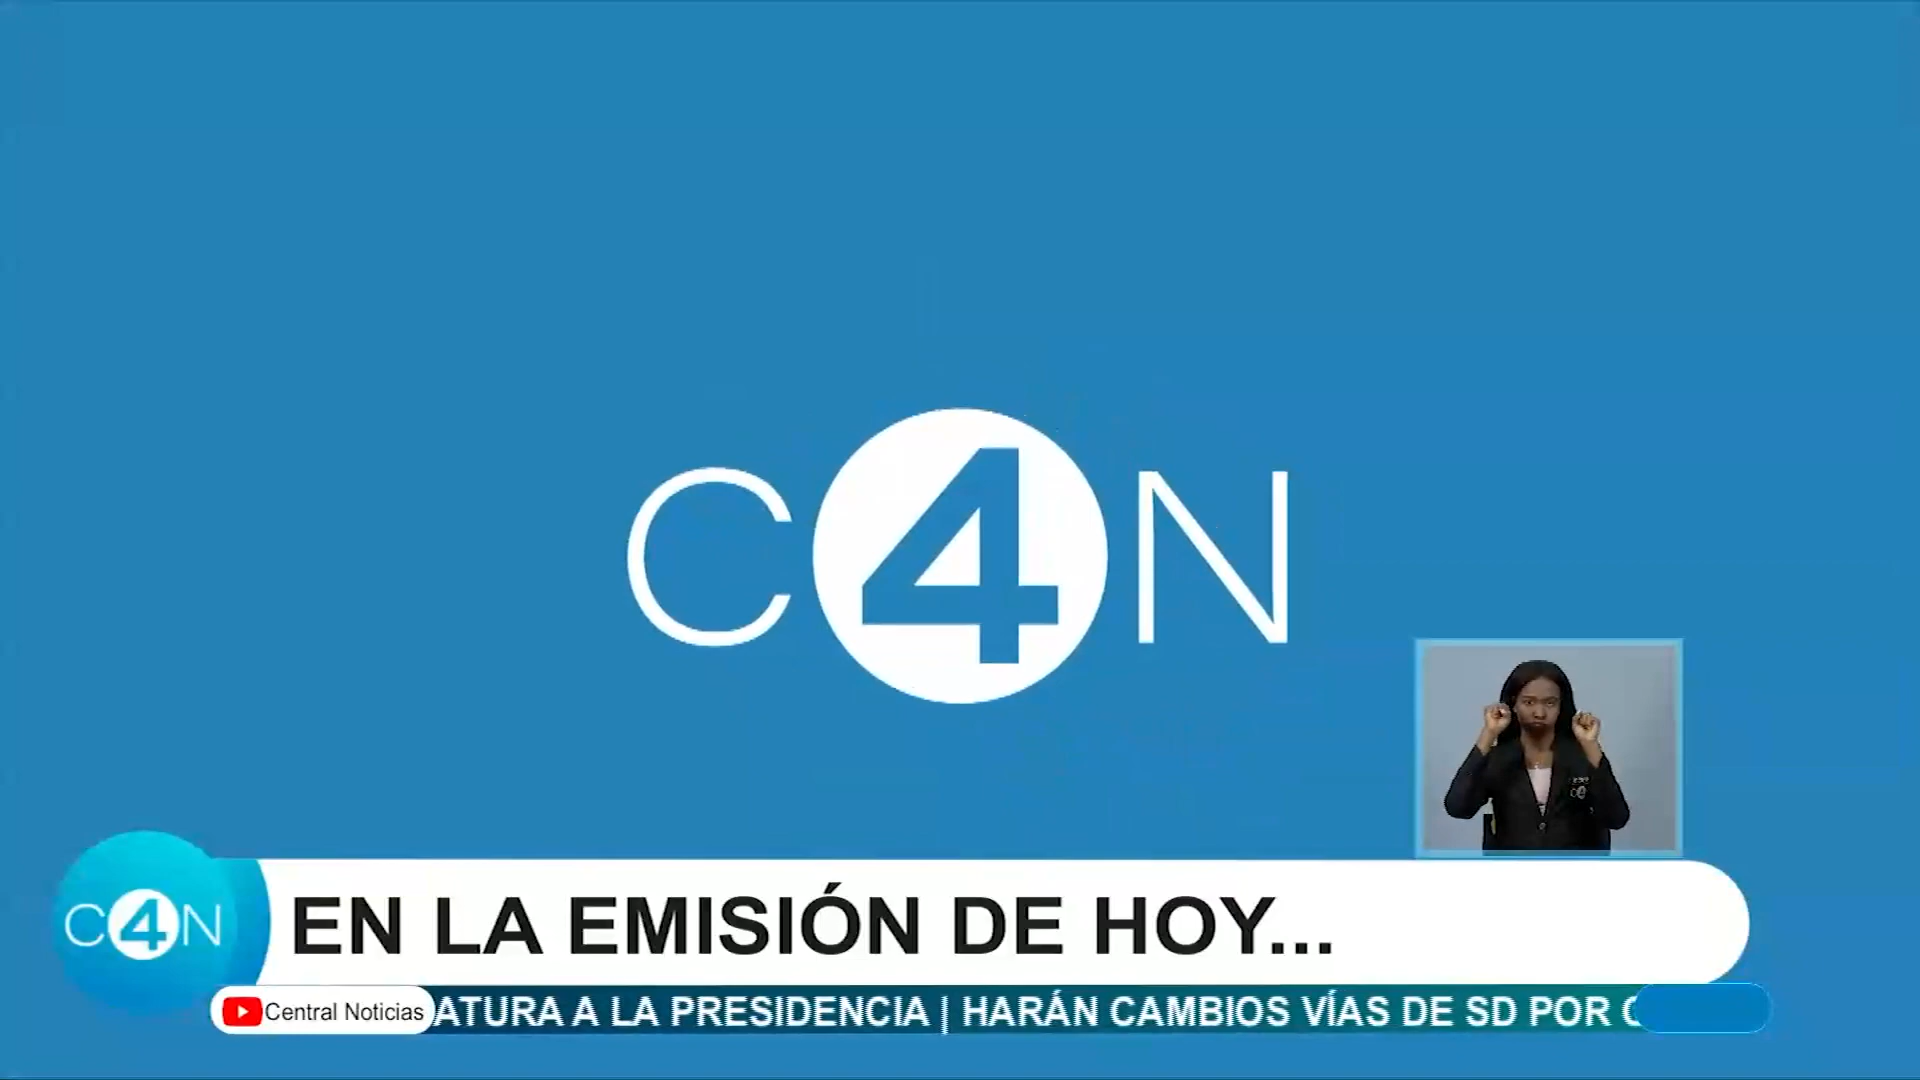 C4N
C4N
EN LA EMISIÓN DE HOY...
Central Noticias
ATURA A LA PRESIDENCIA | HARÁN CAMBIOS VÍAS DE SD POR